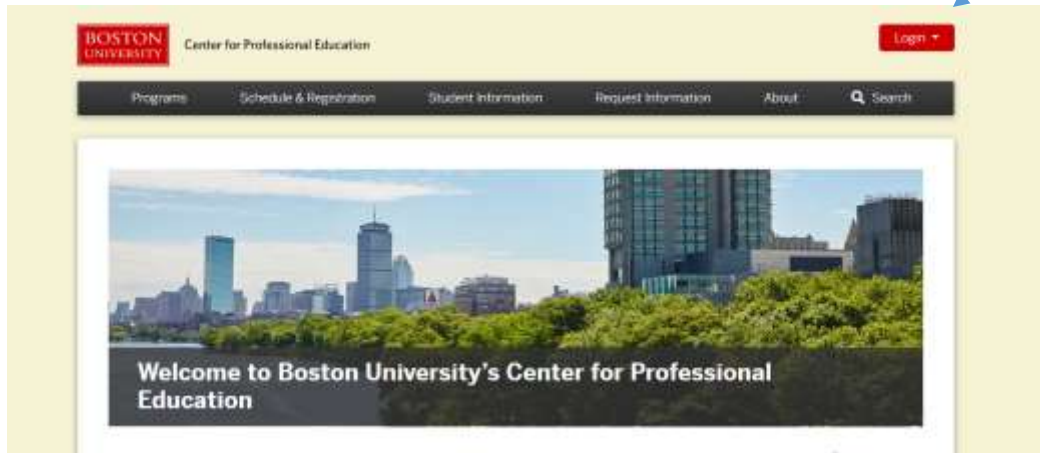 BOSTON
UNIVERSITY
Center for Professional Education
Login
Programs Schedule & Registration Student Information Request Information About Search
Welcome to Boston University's Center for Professional
Education